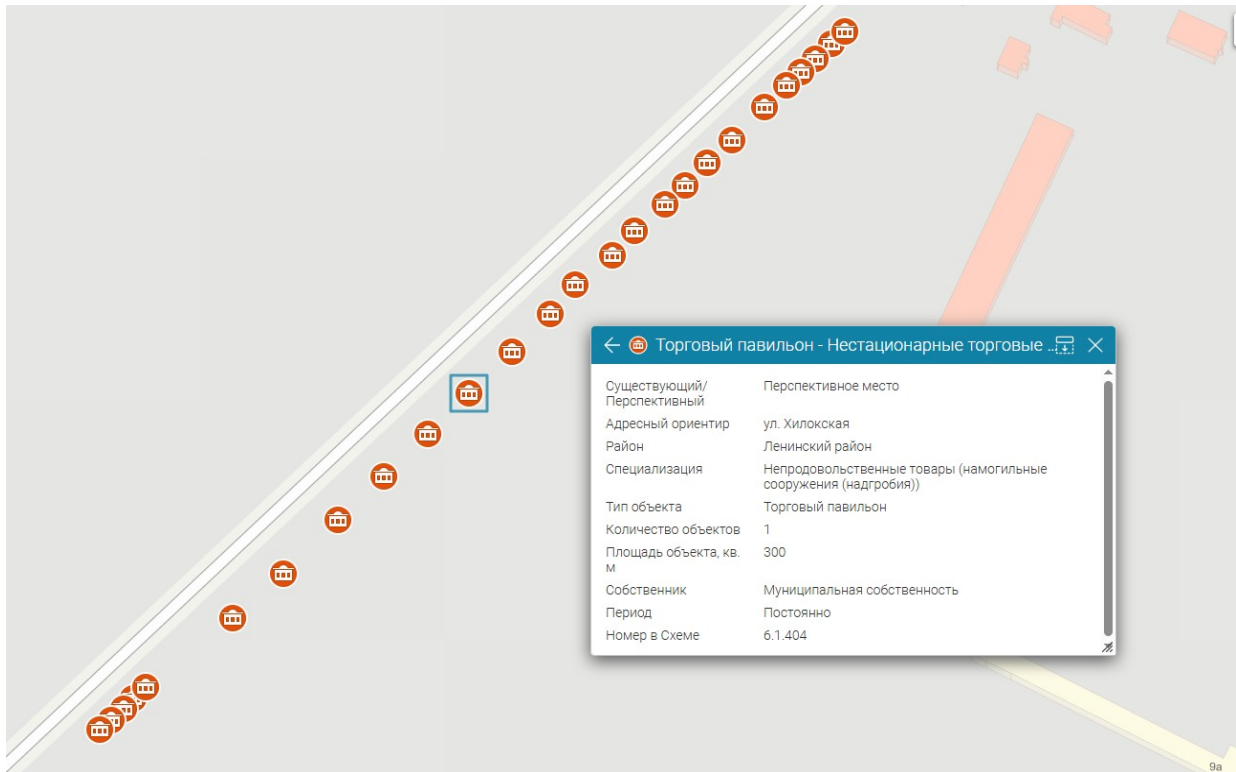 Торговый павильон - Нестационарные торговые ...
Существующий/ Перспективное место
Перспективный
Адресный ориентир ул. Хилокская
Район Ленинский район
Специализация Непродовольственные товары (намогильные
сооружения (надгробия))
Тип объекта Торговый павильон
Количество объектов 1
Площадь объекта, кв. 300
м
Собственник Муниципальная собственность
Период Постоянно
Номер в Схеме 6.1.404
9а